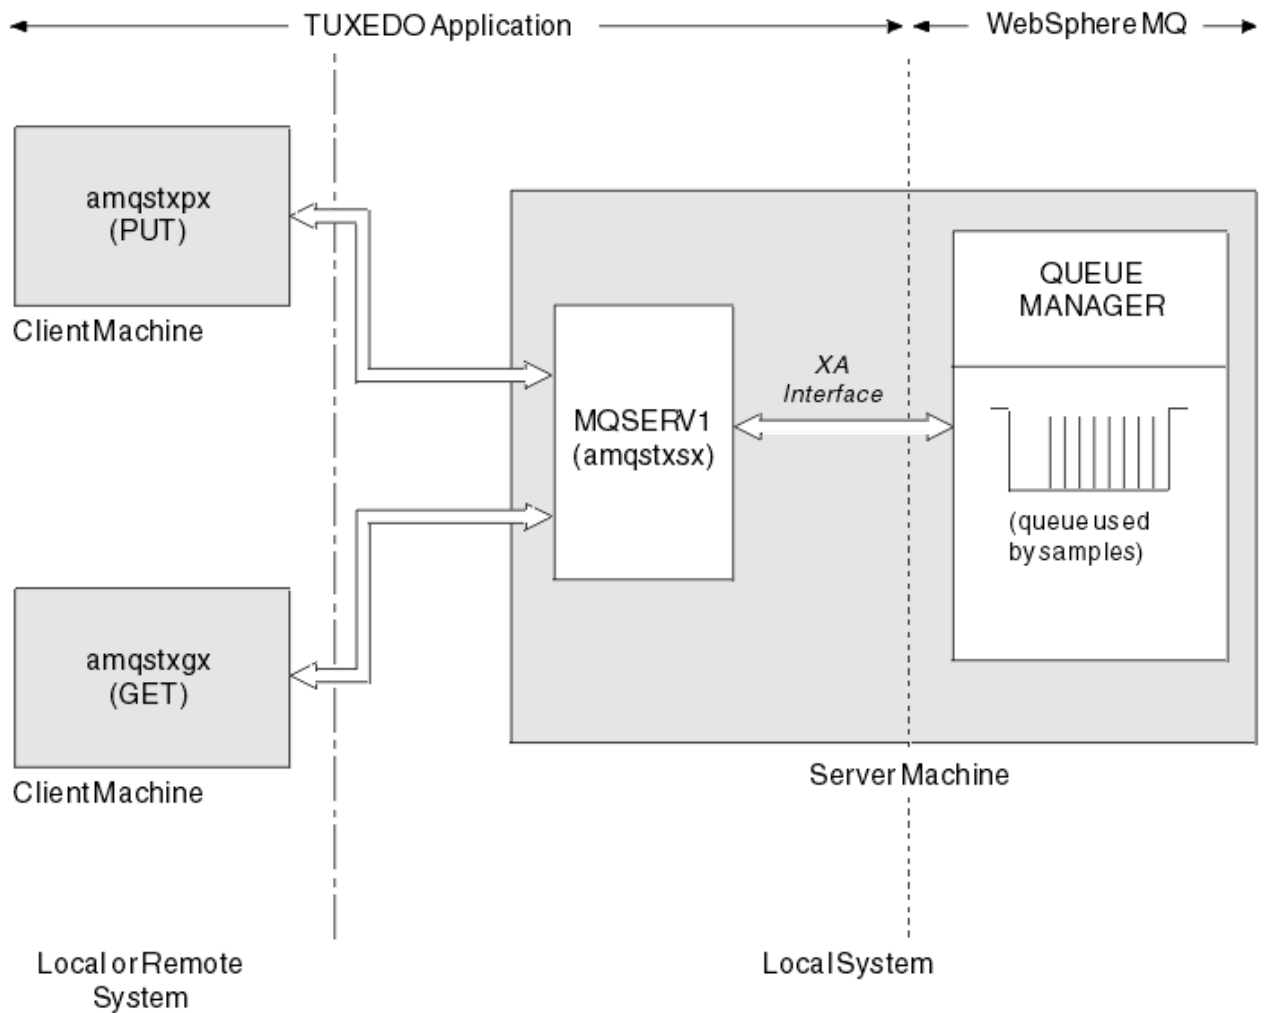 TUXEDO Application
WebSphere MQ
amqstxpx
(PUT)
Client Machine
QUEUE
MANAGER
XA
Interface
MQSERV1
(amqstxsx)
(queue used
by samples)
amqstxgx
(GET)
Client Machine
Server Machine
Local or Remote
System
Local System